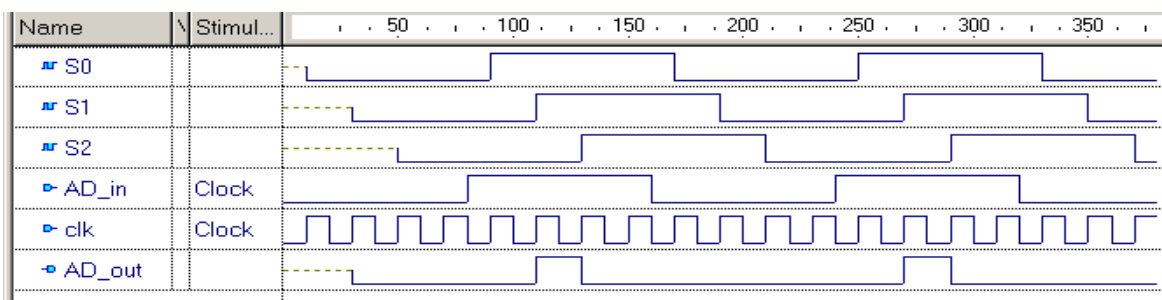 Name Stimul... 50 100 150 200 250 300 350
S0
S1
S2
AD_in Clock
clk Clock
AD_out